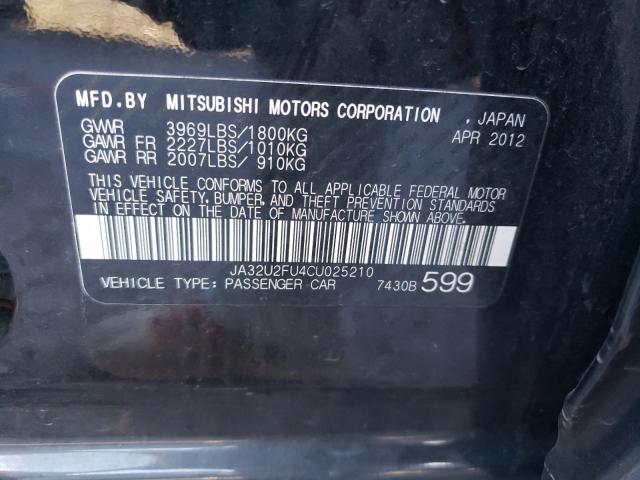 MFD.BY MITSUBISHI MOTORS CORPORATION , JAPAN
GVWR 3969LBS/1800KG APR 2012
GAWR FR 2227LBS/1010KG
GAWR RR 2007LBS/ 910KG
THIS VEHICLE CONFORMS TO ALL APPLICABLE FEDERAL MOTOR
VEHICLE SAFETY, BUMPER, AND THEFT PREVENTION STANDARDS
IN EFFECT ON THE DATE OF MANUFACTURE SHOWN ABOVE.
JA32U2FU4CU025210
VEHICLE TYPE: PASSENGER CAR 7430B 599